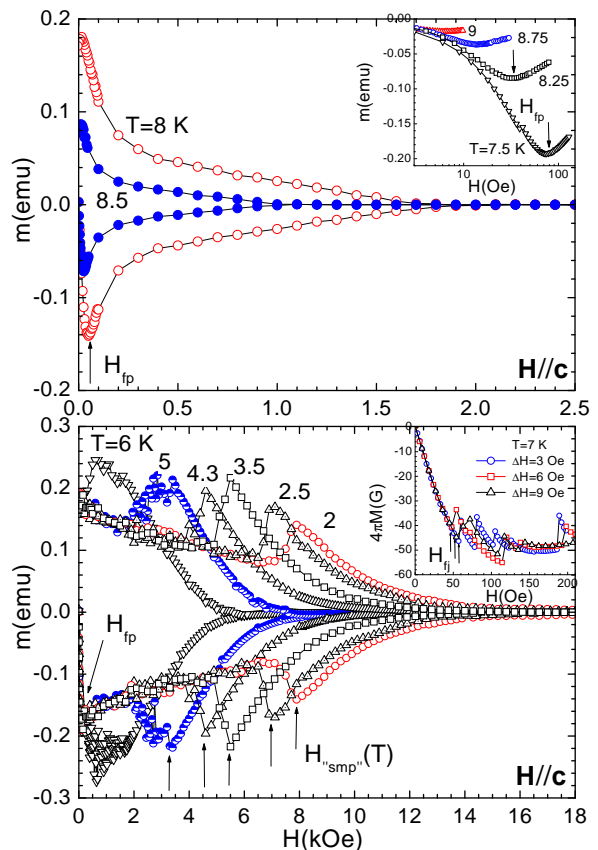 0.2
0.1
0.0
-0.1
-0.2
m(emu)
T=8 K
8.5
H_fp
H//c
0.0 0.5 1.0 1.5 2.0 2.5
0.00
-0.05
-0.10
-0.15
-0.20
m(emu)
9
8.75
8.25
H_fp
T=7.5 K
10 100
H(Oe)
0.3
0.2
0.1
0.0
-0.1
-0.2
-0.3
m(emu)
T=6 K
5
4.3
3.5
2.5
2
H_fp
H_"smp"(T)
H//c
0 2 4 6 8 10 12 14 16 18
H(kOe)
0
-10
-20
-30
-40
-50
-60
4πM(G)
T=7 K
ΔH=3 Oe
ΔH=6 Oe
ΔH=9 Oe
H_fj
0 50 100 150 200
H(Oe)